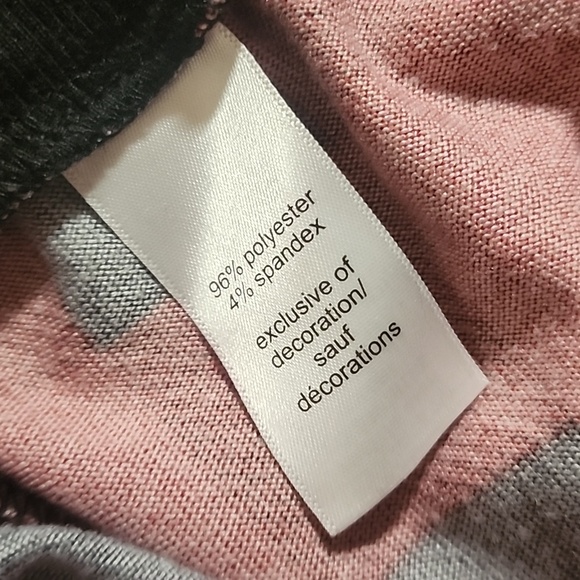 96% polyester
4% spandex
exclusive of
decoration/
sauf
décorations